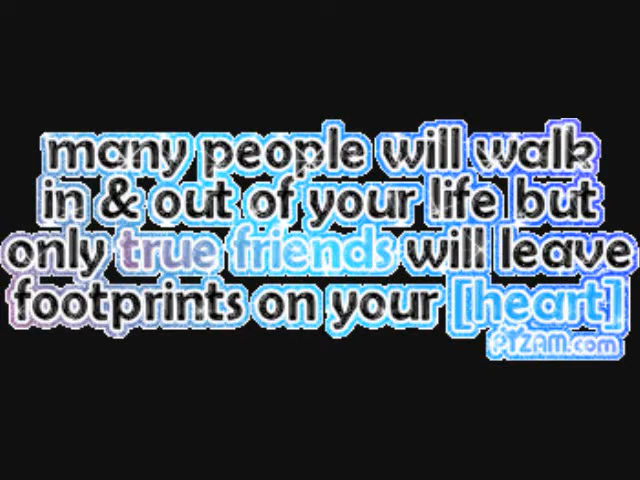 many people will walk
in & out of your life but
only true friends will leave
footprints on your [heart]
PYZAM.com